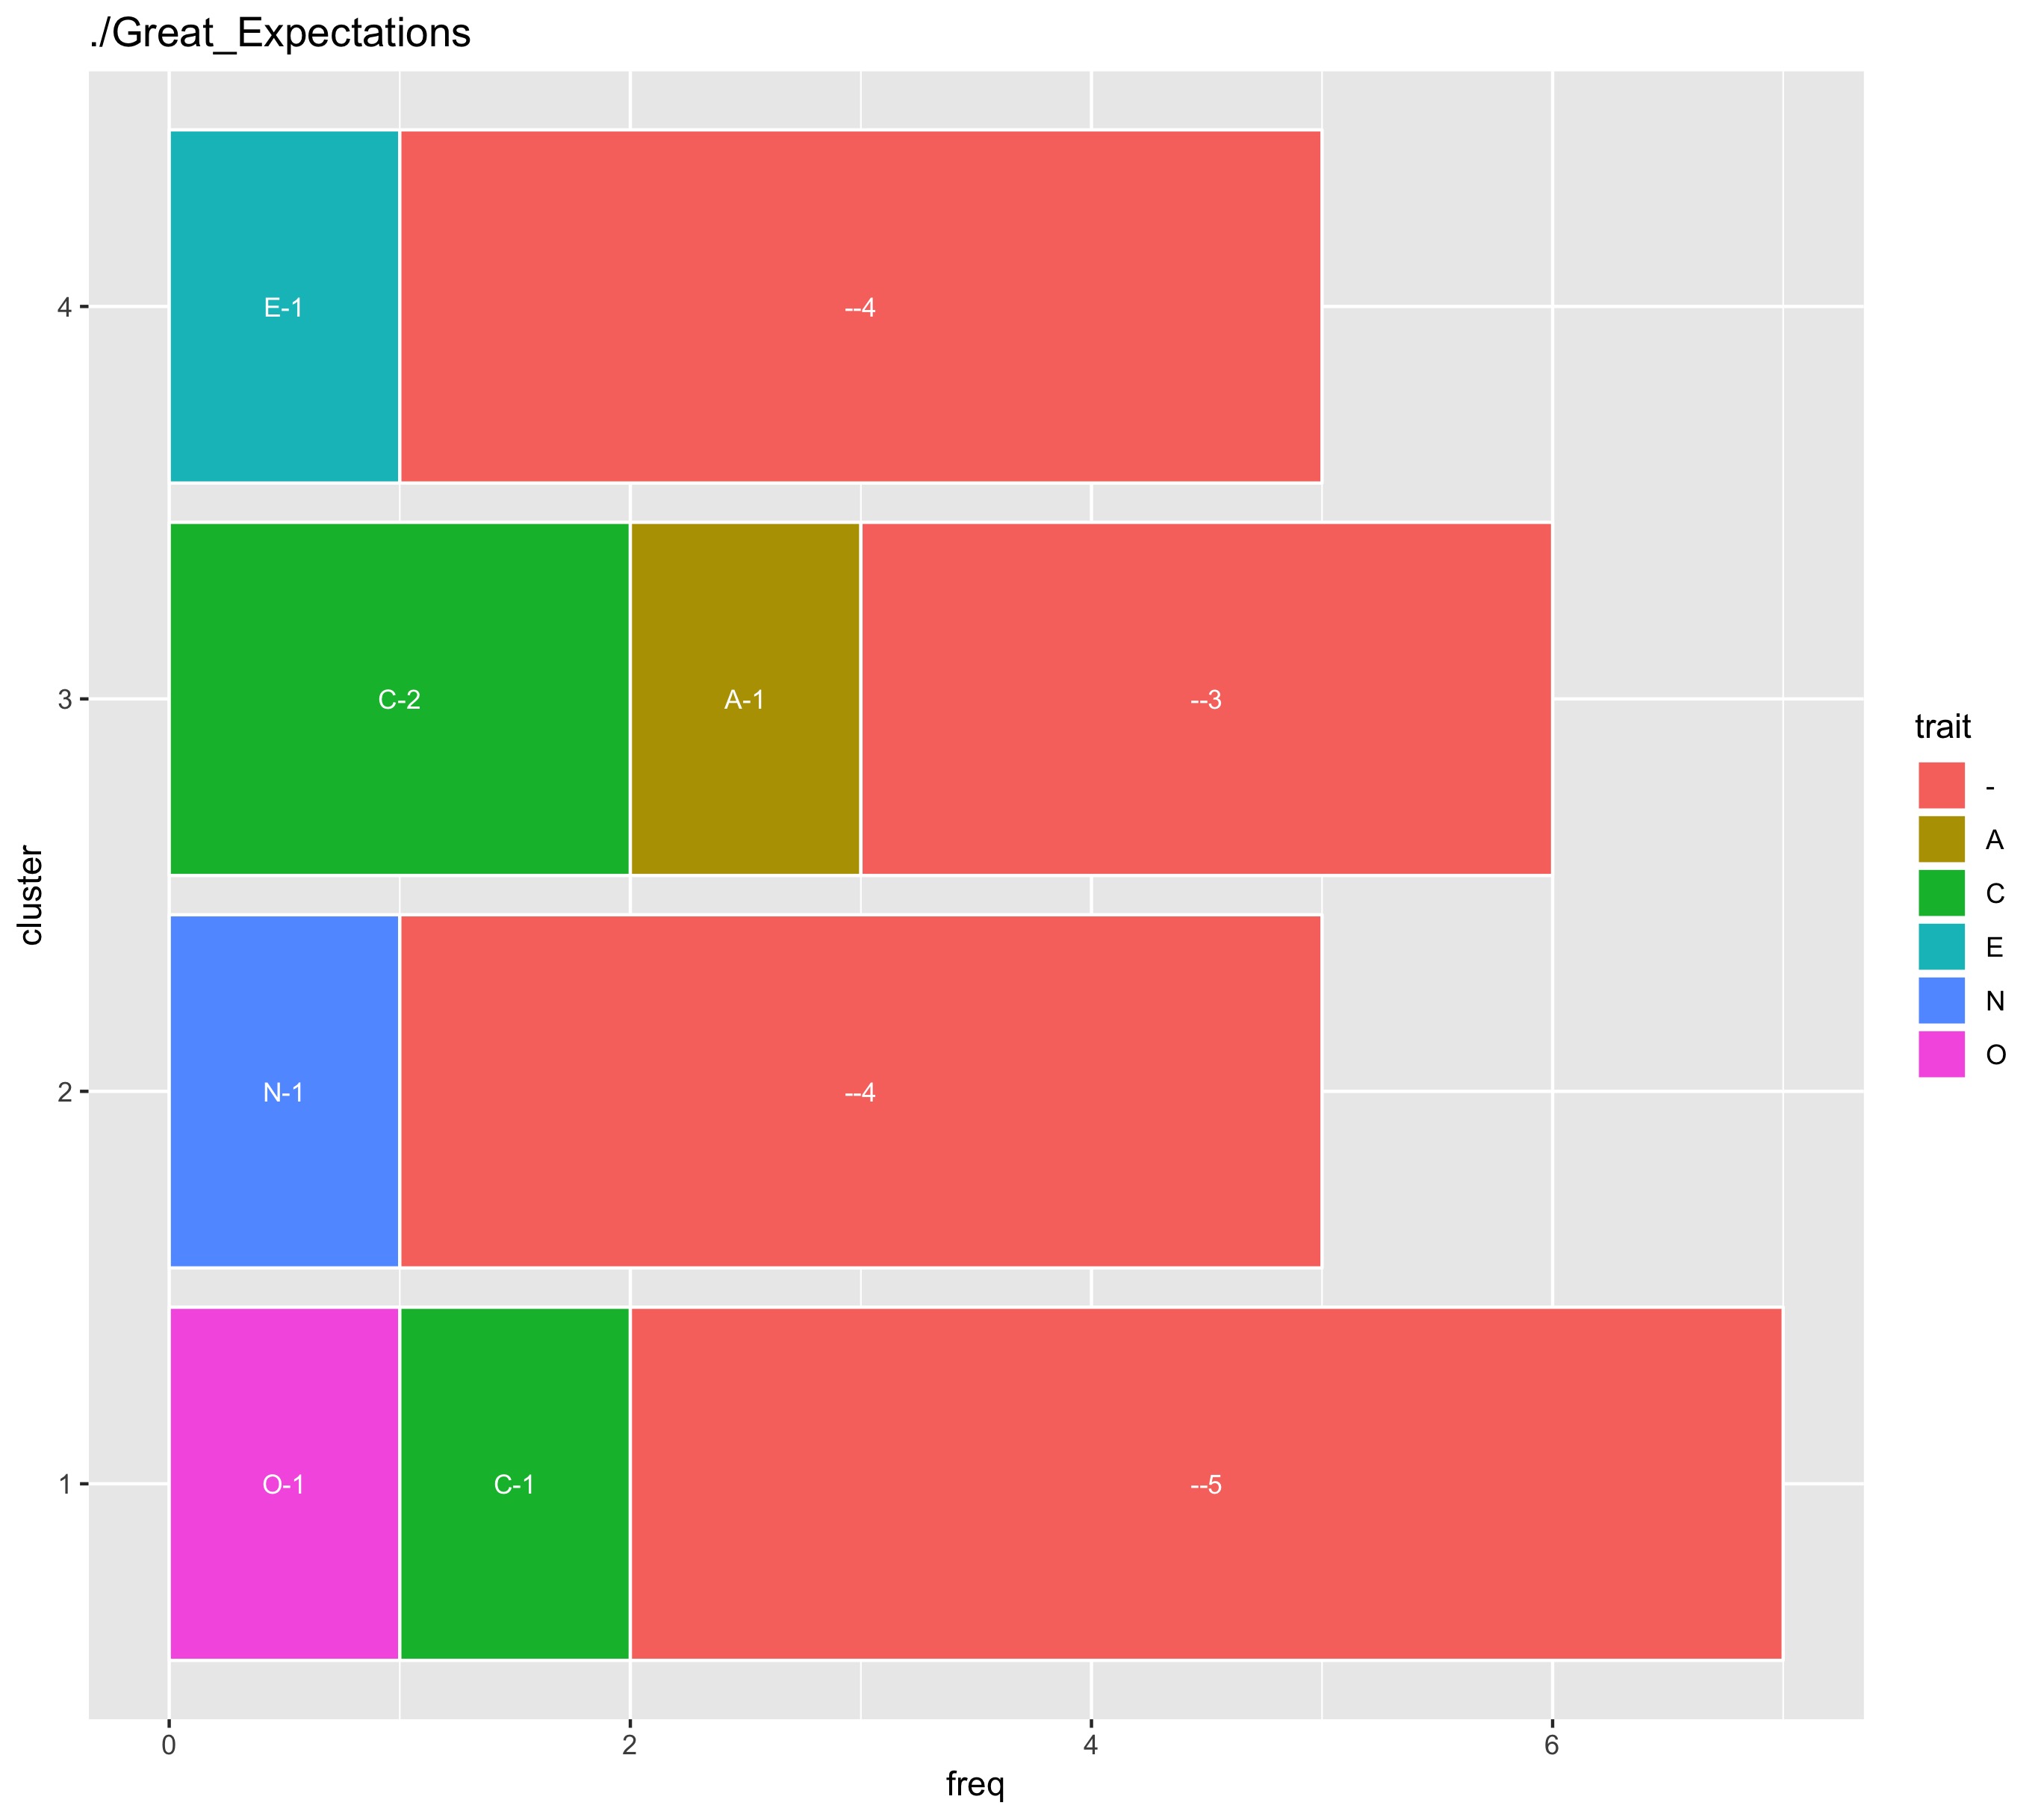 ./Great_Expectations
cluster
4
E-1 --4
3
C-2 A-1 --3
2
N-1 --4
1
O-1 C-1 --5
0 2 4 6
freq
trait
-
A
C
E
N
O